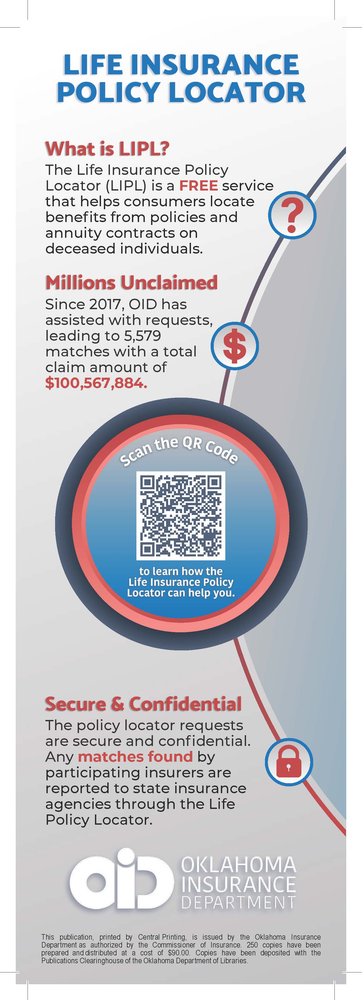 LIFE INSURANCE
POLICY LOCATOR
What is LIPL?
The Life Insurance Policy
Locator (LIPL) is a FREE service
that helps consumers locate
benefits from policies and
annuity contracts on
deceased individuals.
?
Millions Unclaimed
Since 2017, OID has
assisted with requests,
leading to 5,579
matches with a total
claim amount of
$100,567,884.
$
Scan the QR Code
to learn how the
Life Insurance Policy
Locator can help you.
Secure & Confidential
The policy locator requests
are secure and confidential.
Any matches found by
participating insurers are
reported to state insurance
agencies through the Life
Policy Locator.
OID
OKLAHOMA
INSURANCE
DEPARTMENT
This publication, printed by Central Printing, is issued by the Oklahoma Insurance
Department as authorized by the Commissioner of Insurance. 250 copies have been
prepared and distributed at a cost of $90.00. Copies have been deposited with the
Publications Clearinghouse of the Oklahoma Department of Libraries.